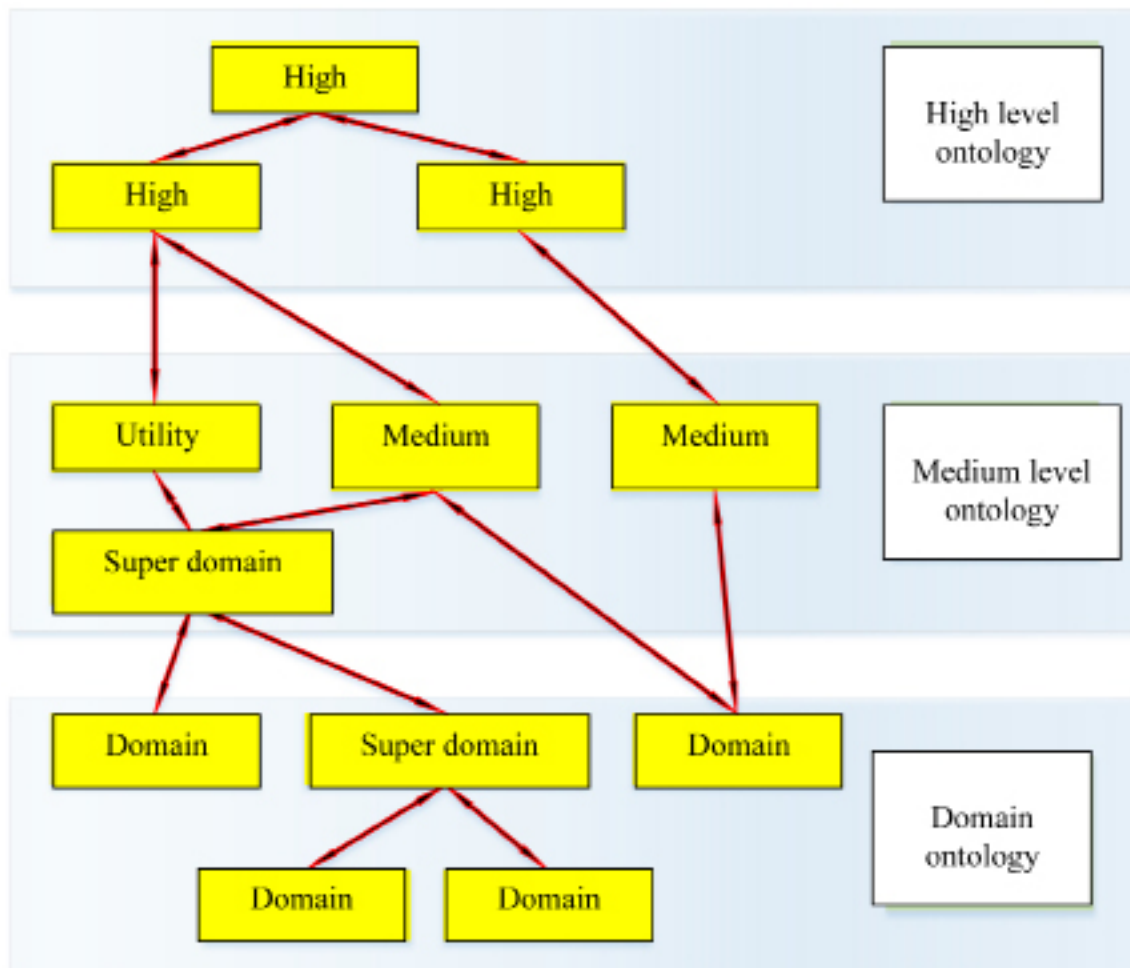 High
High level
ontology
High
High
Utility
Medium
Medium
Medium level
ontology
Super domain
Domain
Super domain
Domain
Domain
ontology
Domain
Domain